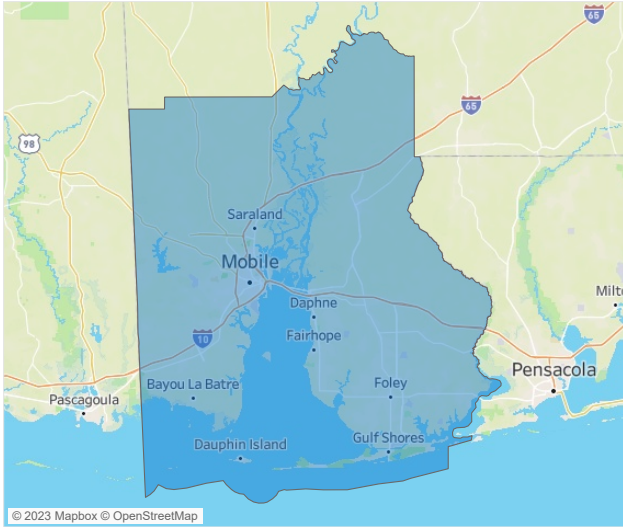 65
65
98
Saraland
Mobile
Daphne
Milt
Fairhope
10
Pensacola
Bayou La Batre
Foley
Pascagoula
Gulf Shores
Dauphin Island
© 2023 Mapbox © OpenStreetMap